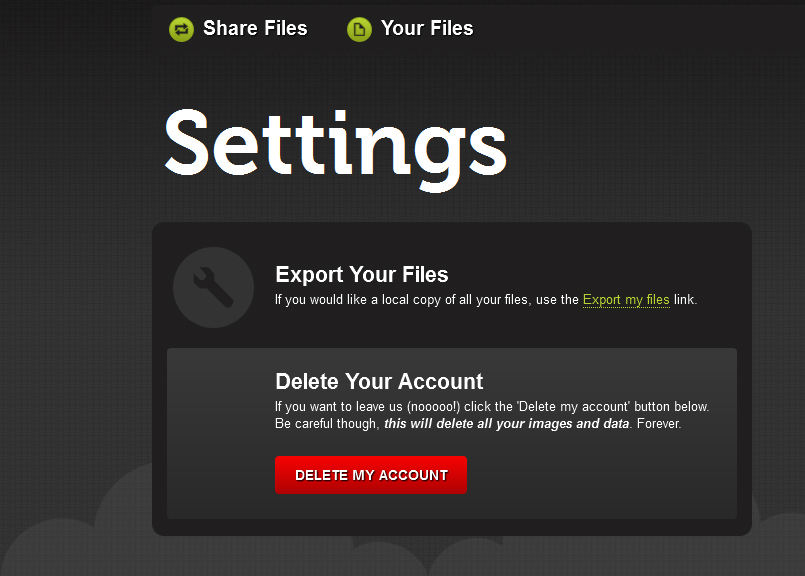 Share Files Your Files
Settings
Export Your Files
If you would like a local copy of all your files, use the Export my files link.
Delete Your Account
If you want to leave us (nooooo!) click the 'Delete my account' button below.
Be careful though, this will delete all your images and data. Forever.
DELETE MY ACCOUNT